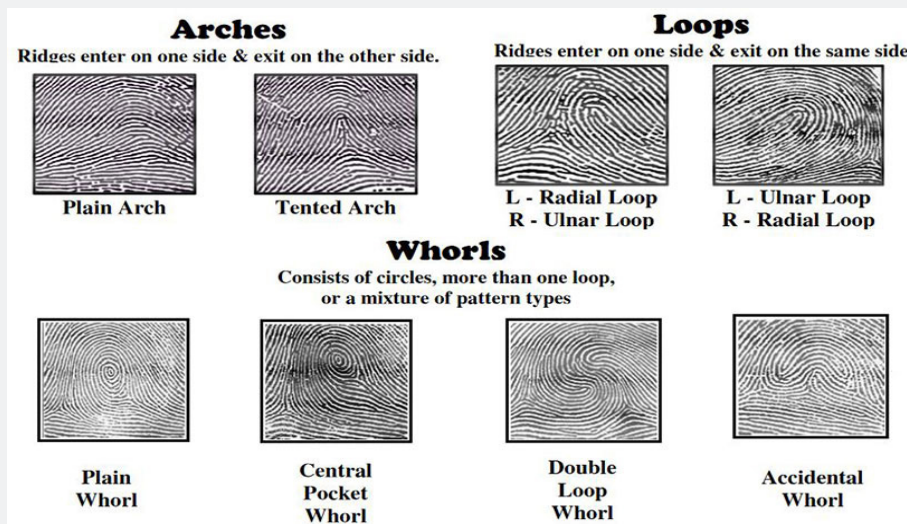 Arches
Ridges enter on one side & exit on the other side.
Plain Arch
Tented Arch
Loops
Ridges enter on one side & exit on the same side
L - Radial Loop
R - Ulnar Loop
L - Ulnar Loop
R - Radial Loop
Whorls
Consists of circles, more than one loop,
or a mixture of pattern types
Plain
Whorl
Central
Pocket
Whorl
Double
Loop
Whorl
Accidental
Whorl